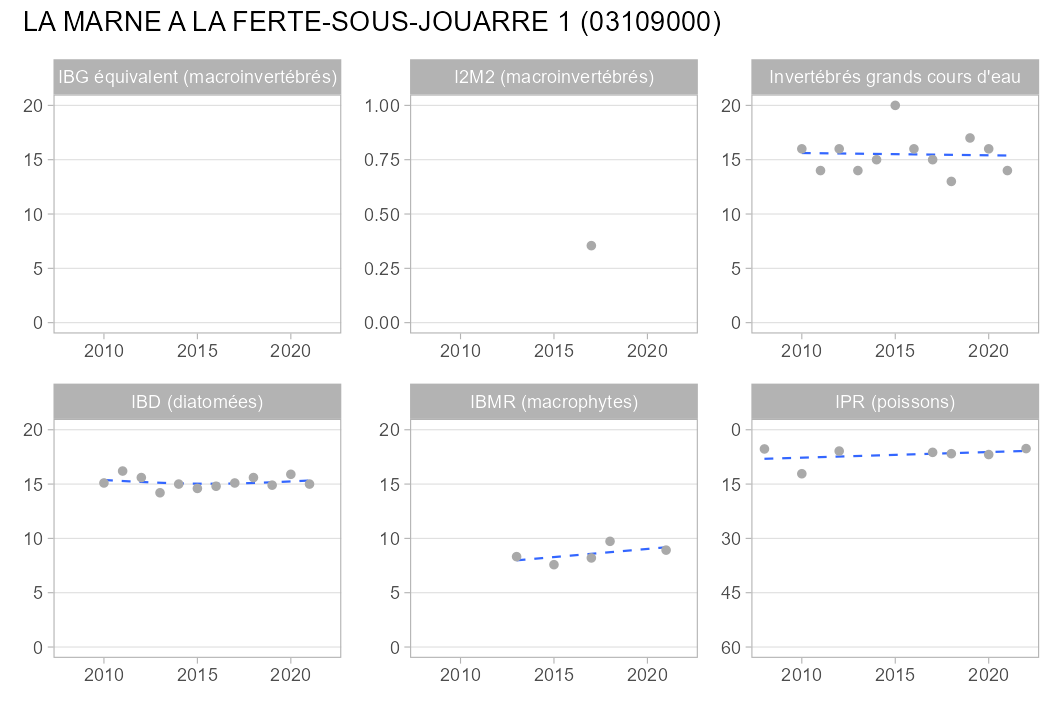 LA MARNE A LA FERTE-SOUS-JOUARRE 1 (03109000)
IBG équivalent (macroinvertébrés)
20
15
10
5
0
2010 2015 2020
I2M2 (macroinvertébrés)
1.00
0.75
0.50
0.25
0.00
2010 2015 2020
Invertébrés grands cours d'eau
20
15
10
5
0
2010 2015 2020
IBD (diatomées)
20
15
10
5
0
2010 2015 2020
IBMR (macrophytes)
20
15
10
5
0
2010 2015 2020
IPR (poissons)
0
15
30
45
60
2010 2015 2020